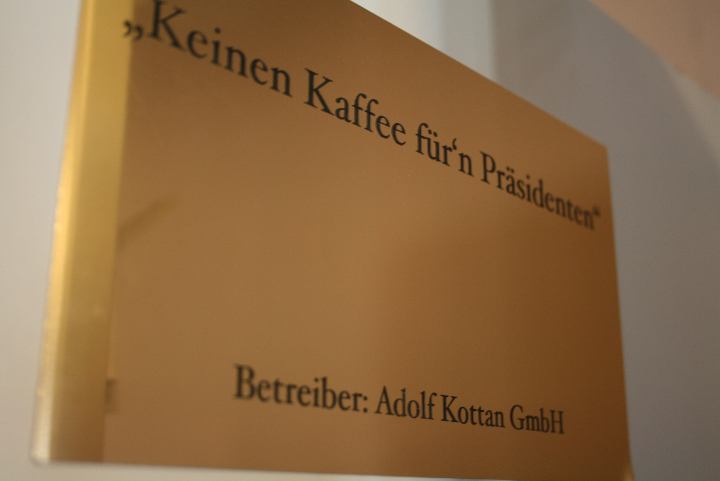 „Keinen Kaffee für‘n Präsidenten“
Betreiber: Adolf Kottan GmbH